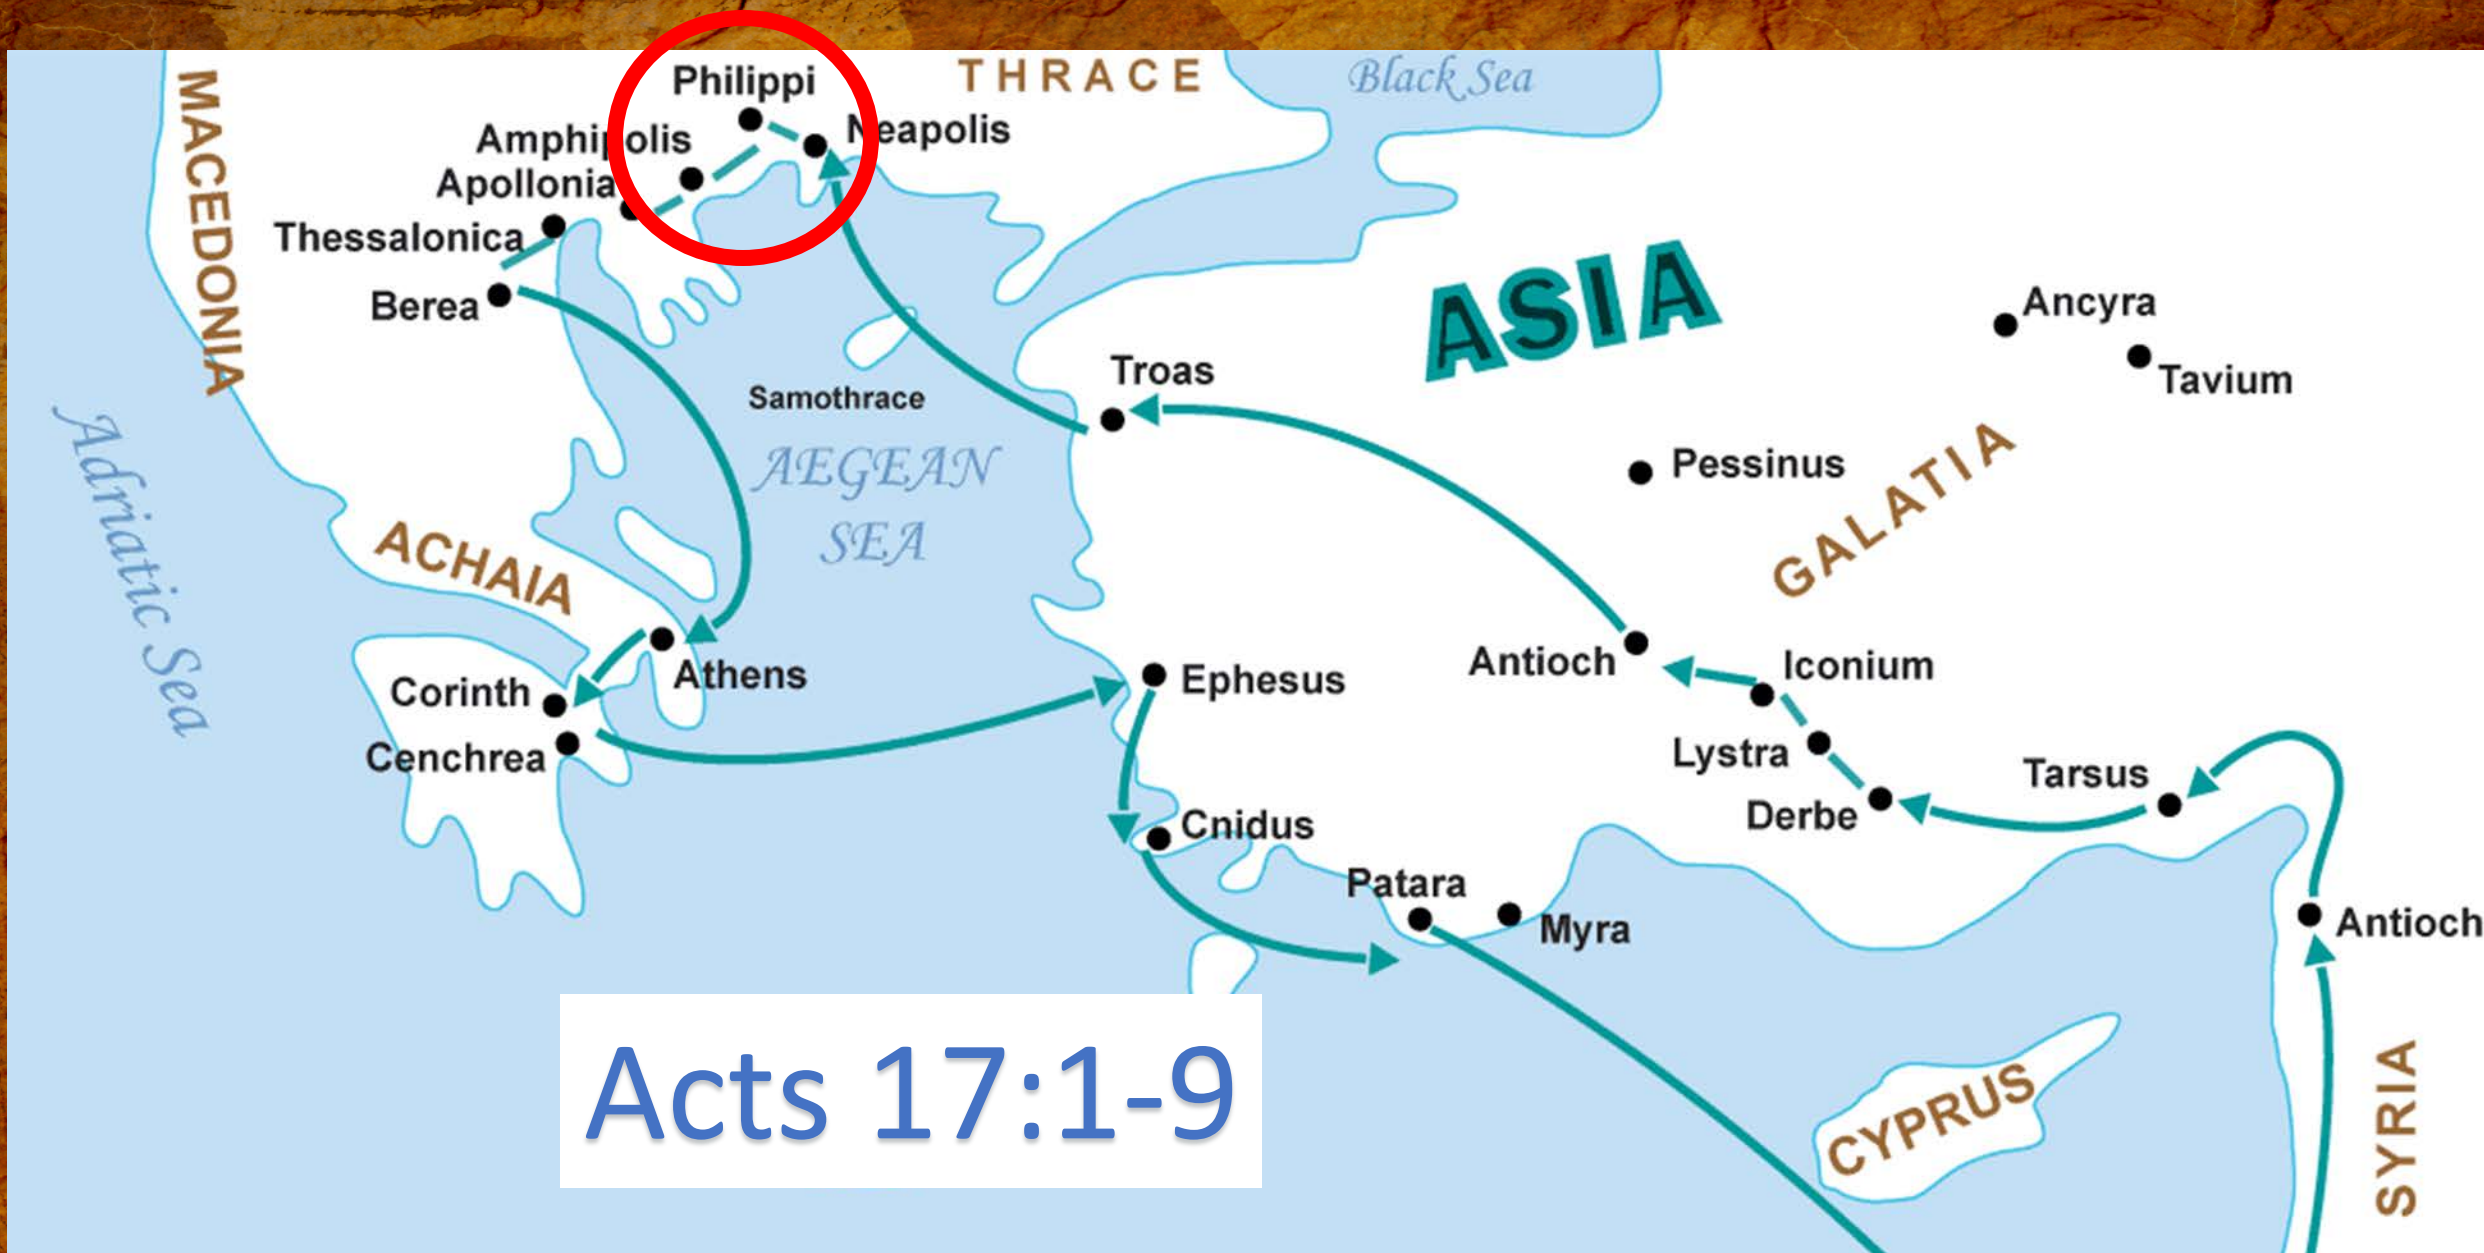 Philippi
THRACE
Black Sea
MACEDONIA
Amphipolis
Neapolis
Apollonia
Thessalonica
Berea
ASIA
Ancyra
Troas
Tavium
Samothrace
Adriatic Sea
AEGEAN
SEA
Pessinus
GALATIA
ACHAIA
Athens
Antioch
Iconium
Corinth
Ephesus
Cenchrea
Lystra
Tarsus
Derbe
Cnidus
Patara
Myra
Antioch
Acts 17:1-9
CYPRUS
SYRIA